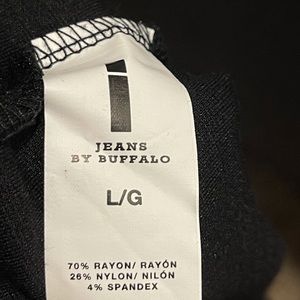 i
JEANS
BY BUFFALO
L/G
70% RAYON/ RAYÓN
26% NYLON/ NILÓN
4% SPANDEX